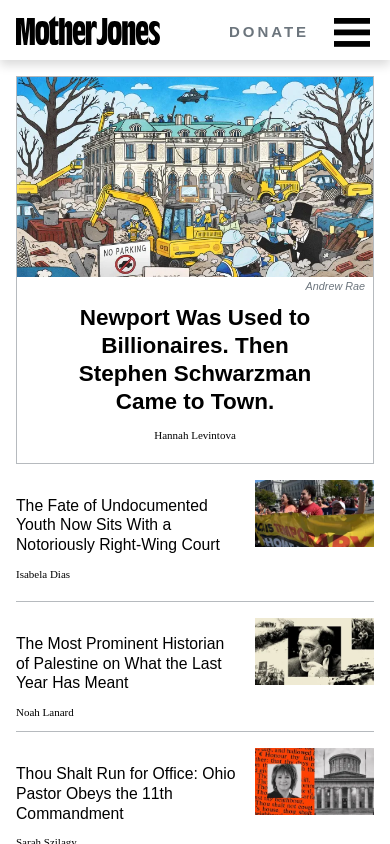 Mother Jones
DONATE
NO PARKING
Andrew Rae
Newport Was Used to
Billionaires. Then
Stephen Schwarzman
Came to Town.
Hannah Levintova
The Fate of Undocumented
Youth Now Sits With a
Notoriously Right-Wing Court
Isabela Dias
The Most Prominent Historian
of Palestine on What the Last
Year Has Meant
Noah Lanard
Thou Shalt Run for Office: Ohio
Pastor Obeys the 11th
Commandment
Sarah Szilagy